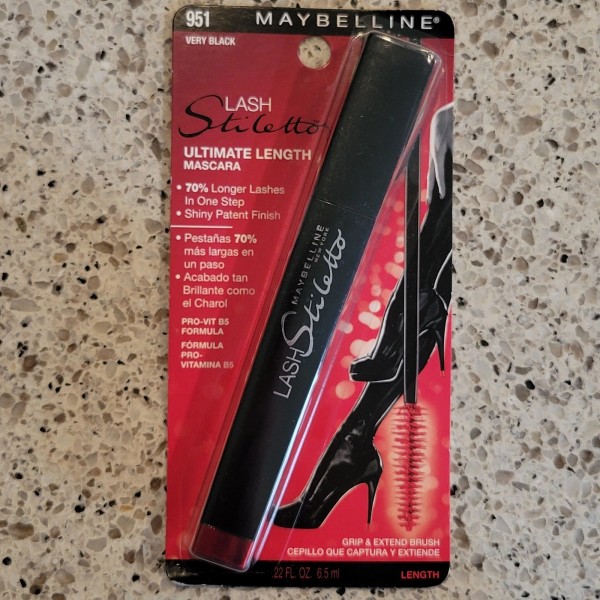 951
MAYBELLINE®
VERY BLACK
LASH
Stiletto
ULTIMATE LENGTH
MASCARA
• 70% Longer Lashes
In One Step
• Shiny Patent Finish
• Pestañas 70%
más largas en
un paso
• Acabado tan
Brillante como
el Charol
PRO-VIT B5
FORMULA
FÓRMULA
PRO-
VITAMINA B5
MAYBELLINE
NEW YORK
LASH Stiletto
GRIP & EXTEND BRUSH
CEPILLO QUE CAPTURA Y EXTIENDE
.22 FL. OZ. 6.5 ml
LENGTH